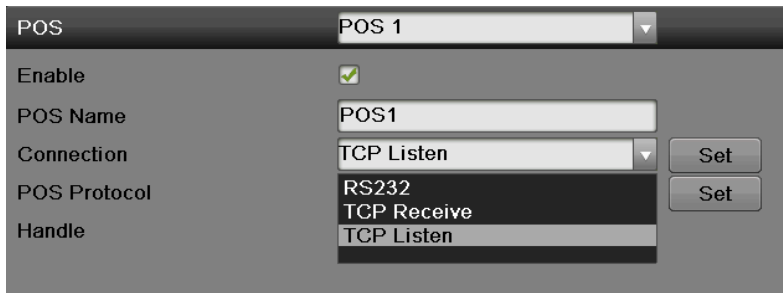 POS POS 1
Enable
POS Name POS1
Connection TCP Listen Set
POS Protocol RS232 Set
TCP Receive
Handle TCP Listen